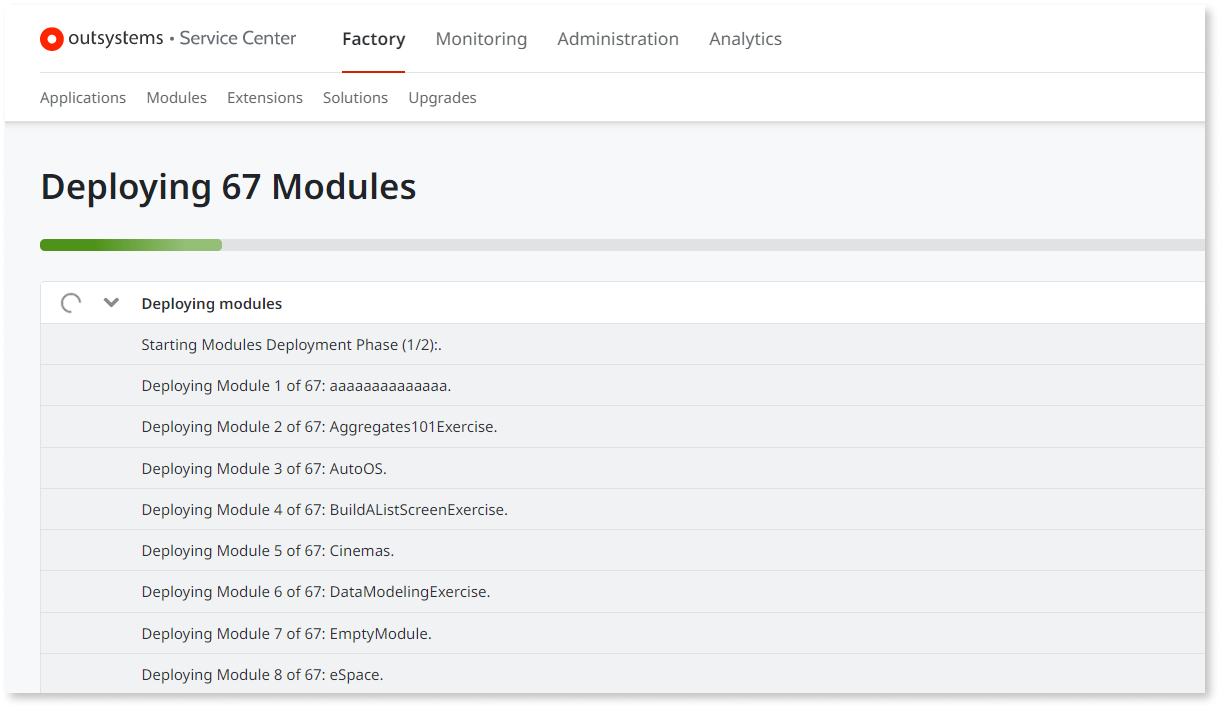 outsystems • Service Center Factory Monitoring Administration Analytics
Applications Modules Extensions Solutions Upgrades
Deploying 67 Modules
Deploying modules
Starting Modules Deployment Phase (1/2):.
Deploying Module 1 of 67: aaaaaaaaaaaaaa.
Deploying Module 2 of 67: Aggregates101Exercise.
Deploying Module 3 of 67: AutoOS.
Deploying Module 4 of 67: BuildAListScreenExercise.
Deploying Module 5 of 67: Cinemas.
Deploying Module 6 of 67: DataModelingExercise.
Deploying Module 7 of 67: EmptyModule.
Deploying Module 8 of 67: eSpace.